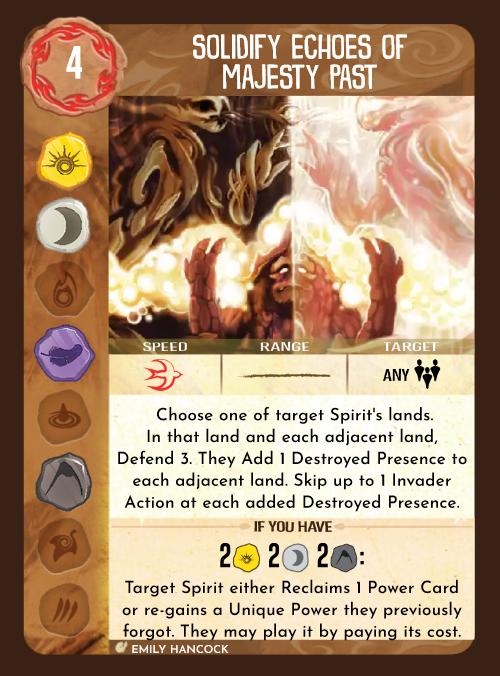 4
SOLIDIFY ECHOES OF
MAJESTY PAST
SPEED RANGE TARGET
ANY
Choose one of target Spirit's lands.
In that land and each adjacent land,
Defend 3. They Add 1 Destroyed Presence to
each adjacent land. Skip up to 1 Invader
Action at each added Destroyed Presence.
IF YOU HAVE
2 2 2 :
Target Spirit either Reclaims 1 Power Card
or re-gains a Unique Power they previously
forgot. They may play it by paying its cost.
EMILY HANCOCK